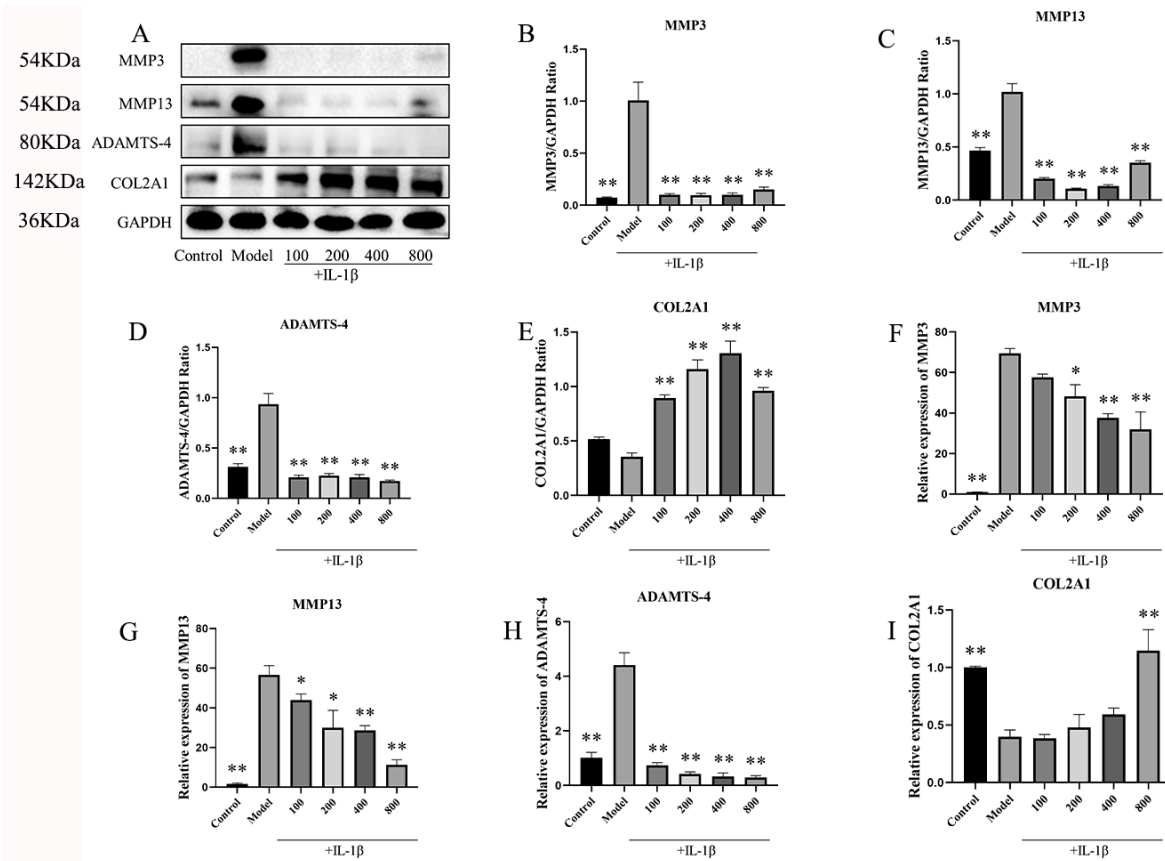 A
54KDa MMP3
54KDa MMP13
80KDa ADAMTS-4
142KDa COL2A1
36KDa GAPDH
Control Model 100 200 400 800
+IL-1β
B
MMP3
MMP3/GAPDH Ratio
1.5
1.0
0.5
0.0
** ** ** ** **
Control Model 100 200 400 800
+IL-1β
C
MMP13
MMP13/GAPDH Ratio
1.5
1.0
0.5
0.0
** ** ** ** **
Control Model 100 200 400 800
+IL-1β
D
ADAMTS-4
ADAMTS-4/GAPDH Ratio
1.5
1.0
0.5
0.0
** ** ** ** **
Control Model 100 200 400 800
+IL-1β
E
COL2A1
COL2A1/GAPDH Ratio
1.5
1.0
0.5
0.0
** ** ** **
Control Model 100 200 400 800
+IL-1β
F
MMP3
Relative expression of MMP3
80
60
40
20
0
** * ** **
Control Model 100 200 400 800
+IL-1β
G
MMP13
Relative expression of MMP13
80
60
40
20
0
** * * ** **
Control Model 100 200 400 800
+IL-1β
H
ADAMTS-4
Relative expression of ADAMTS-4
6
4
2
0
** ** ** ** **
Control Model 100 200 400 800
+IL-1β
I
COL2A1
Relative expression of COL2A1
1.5
1.0
0.5
0.0
** **
Control Model 100 200 400 800
+IL-1β